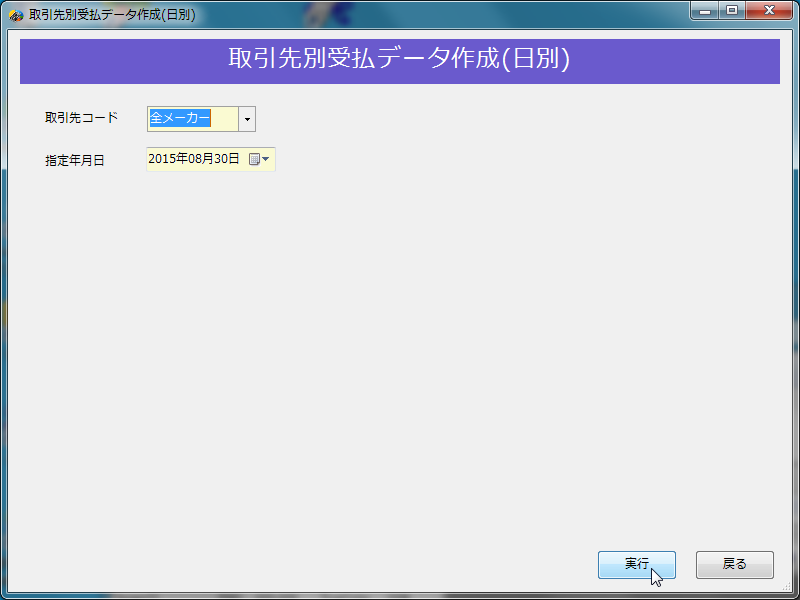 取引先別受払データ作成(日別)
取引先別受払データ作成(日別)
取引先コード 全メーカー
指定年月日 2015年08月30日
実行 戻る